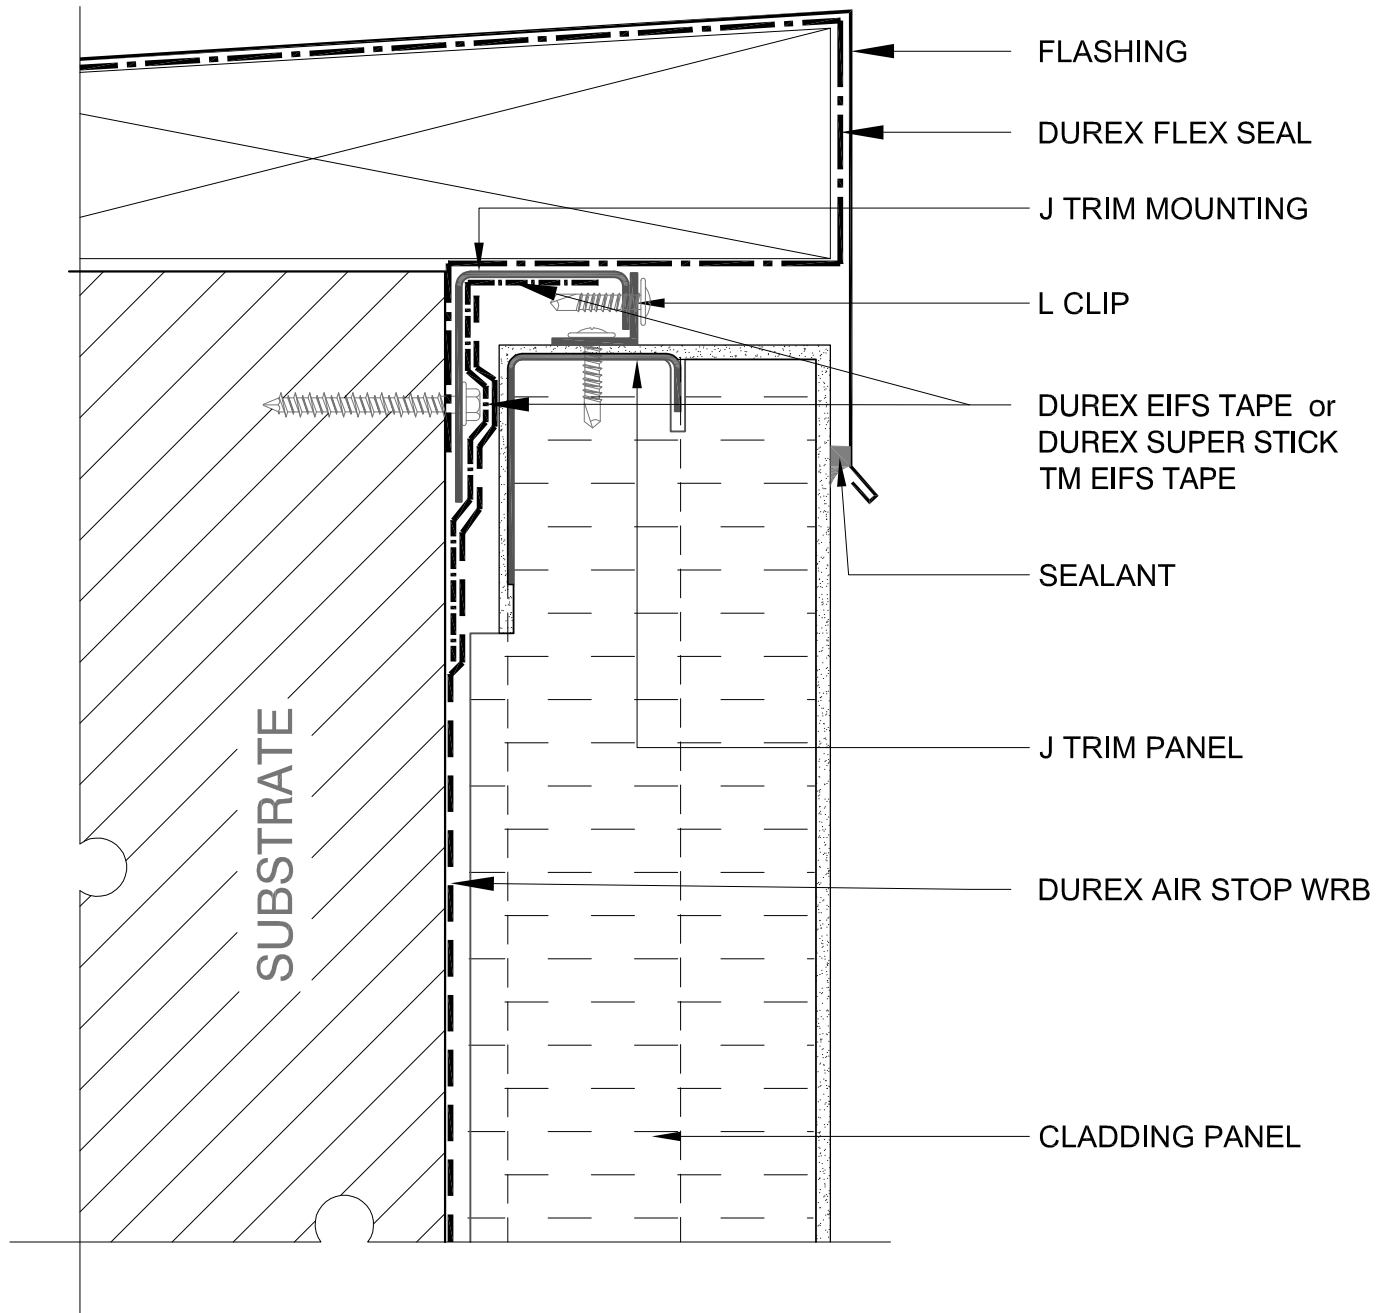 FLASHING
DUREX FLEX SEAL
J TRIM MOUNTING
L CLIP
DUREX EIFS TAPE or
DUREX SUPER STICK
TM EIFS TAPE
SEALANT
SUBSTRATE
J TRIM PANEL
DUREX AIR STOP WRB
CLADDING PANEL